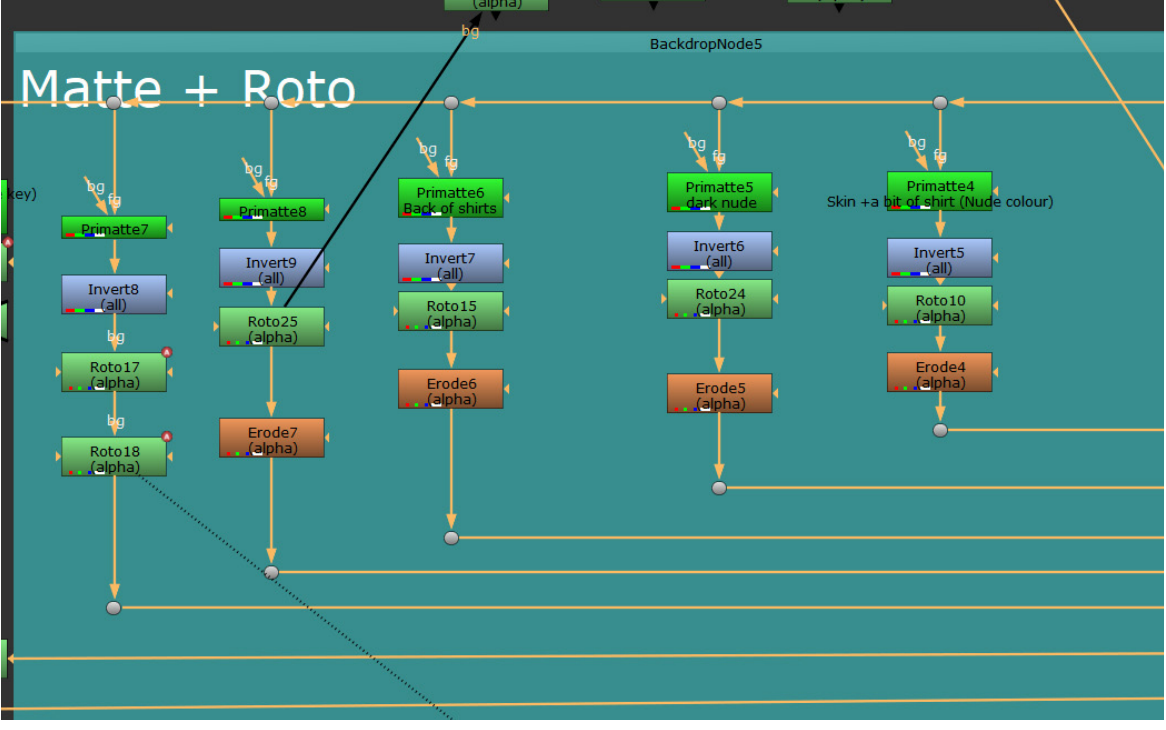 (alpha)
bg
BackdropNode5
Matte + Roto
key)
bg
fg
Primatte7
Invert8
(all)
bg
Roto17
(alpha)
A
bg
Roto18
(alpha)
A
bg
fg
Primatte8
Invert9
(all)
Roto25
(alpha)
Erode7
(alpha)
bg
fg
Primatte6
Back of shirts
Invert7
(all)
Roto15
(alpha)
Erode6
(alpha)
bg
fg
Primatte5
dark nude
Invert6
(all)
Roto24
(alpha)
Erode5
(alpha)
bg
fg
Primatte4
Skin +a bit of shirt (Nude colour)
Invert5
(all)
Roto10
(alpha)
Erode4
(alpha)